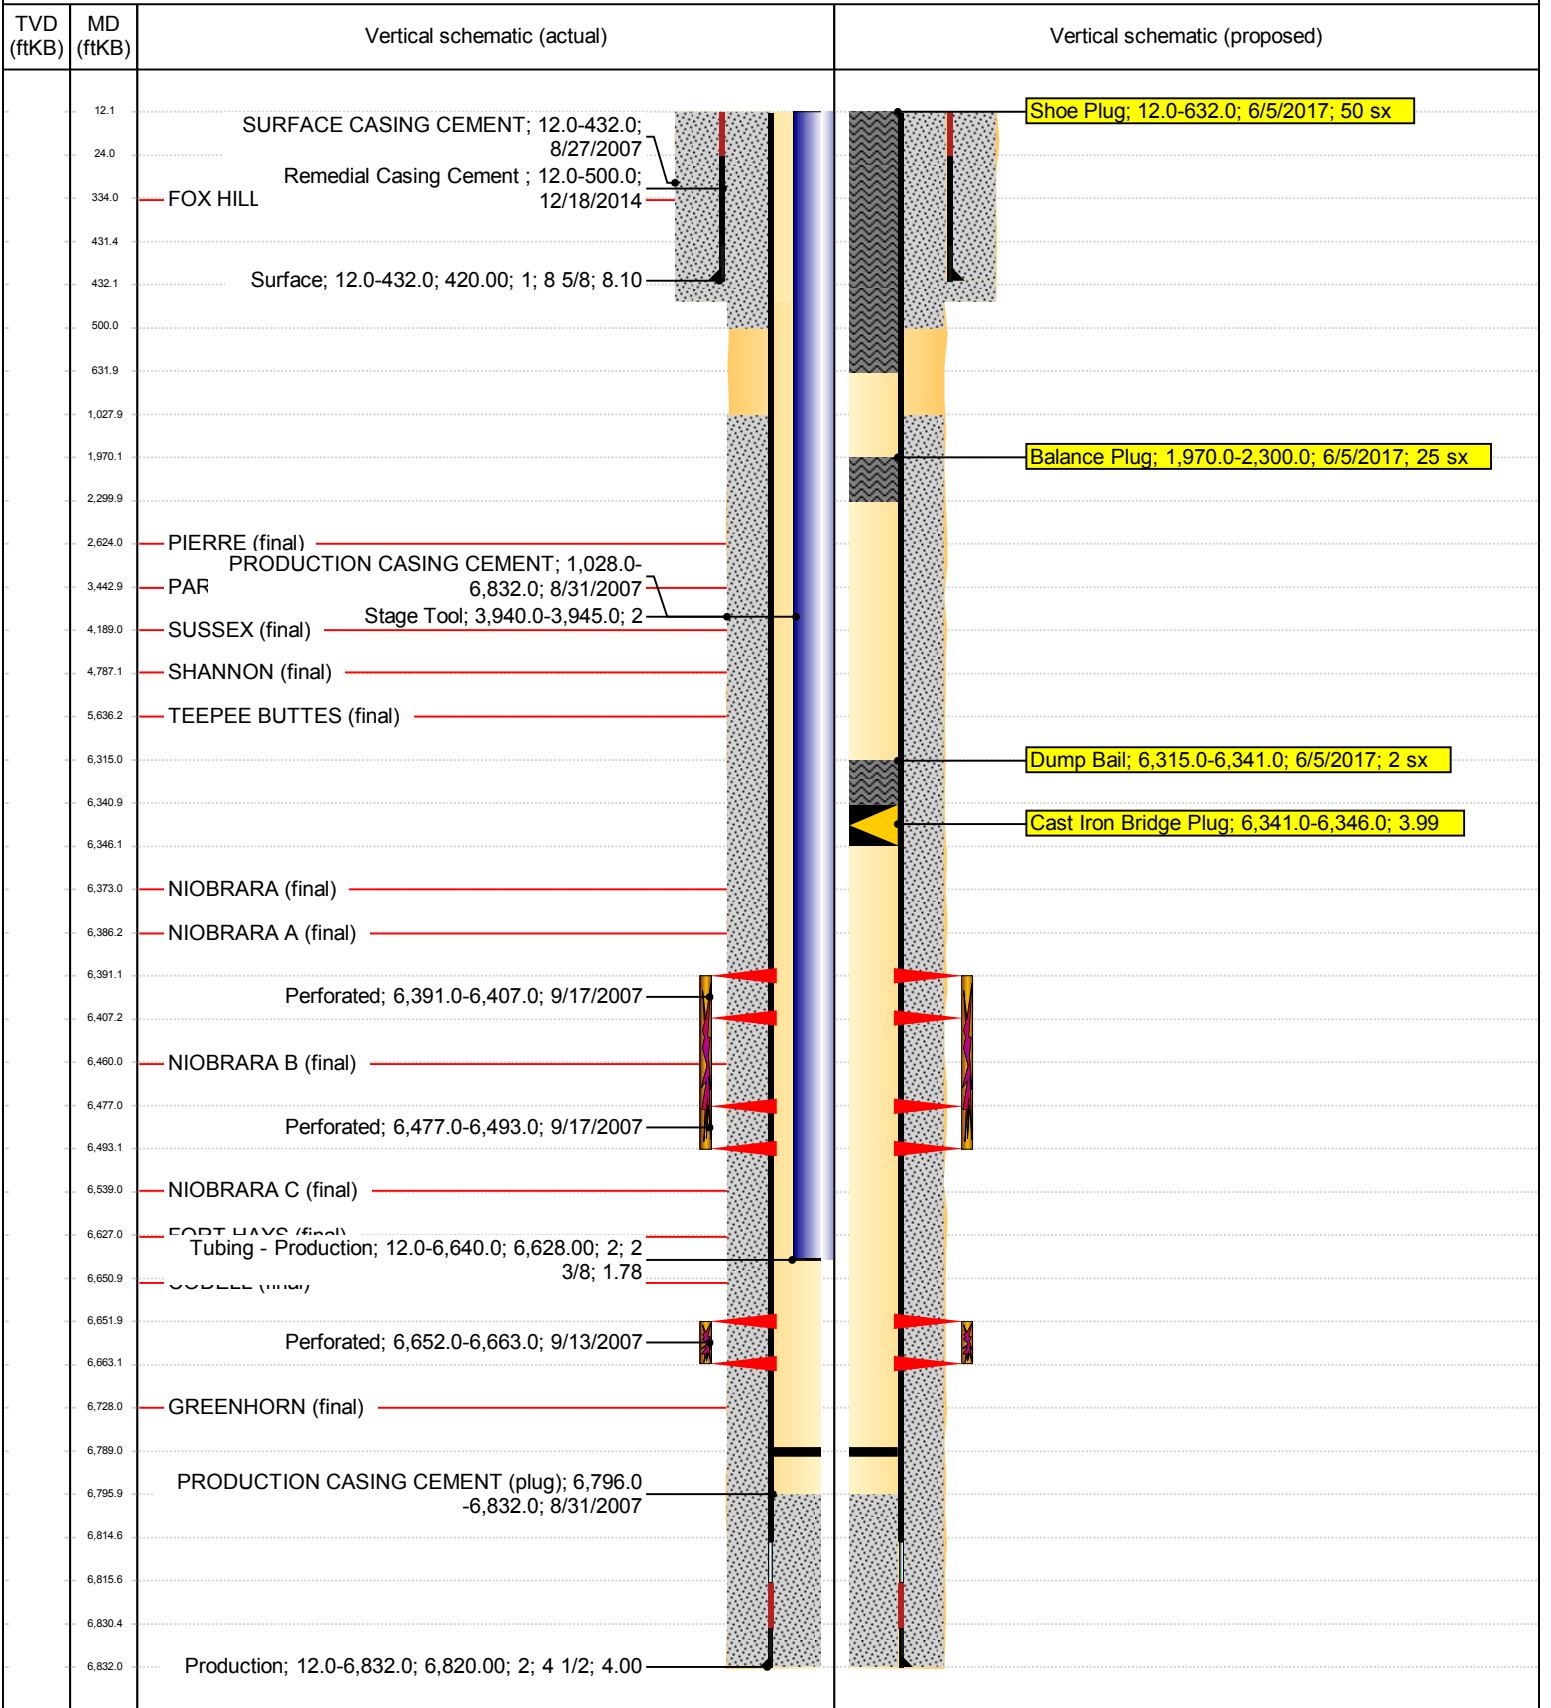 TVD (ftKB)
MD (ftKB)
Vertical schematic (actual)
Vertical schematic (proposed)
12.1
SURFACE CASING CEMENT; 12.0-432.0;
8/27/2007
Shoe Plug; 12.0-632.0; 6/5/2017; 50 sx
24.0
Remedial Casing Cement ; 12.0-500.0;
12/18/2014
334.0
FOX HILL
431.4
Surface; 12.0-432.0; 420.00; 1; 8 5/8; 8.10
432.1
500.0
631.9
1,027.9
1,970.1
Balance Plug; 1,970.0-2,300.0; 6/5/2017; 25 sx
2,299.9
2,624.0
PIERRE (final)
PRODUCTION CASING CEMENT; 1,028.0-
6,832.0; 8/31/2007
3,442.9
PAR
Stage Tool; 3,940.0-3,945.0; 2
4,189.0
SUSSEX (final)
4,787.1
SHANNON (final)
5,636.2
TEEPEE BUTTES (final)
6,315.0
Dump Bail; 6,315.0-6,341.0; 6/5/2017; 2 sx
6,340.9
Cast Iron Bridge Plug; 6,341.0-6,346.0; 3.99
6,346.1
6,373.0
NIOBRARA (final)
6,386.2
NIOBRARA A (final)
6,391.1
Perforated; 6,391.0-6,407.0; 9/17/2007
6,407.2
6,460.0
NIOBRARA B (final)
6,477.0
Perforated; 6,477.0-6,493.0; 9/17/2007
6,493.1
6,539.0
NIOBRARA C (final)
6,627.0
FORT HAYS (final)
Tubing - Production; 12.0-6,640.0; 6,628.00; 2; 2
3/8; 1.78
6,650.9
CODELL (final)
6,651.9
Perforated; 6,652.0-6,663.0; 9/13/2007
6,663.1
6,728.0
GREENHORN (final)
6,789.0
PRODUCTION CASING CEMENT (plug); 6,796.0
-6,832.0; 8/31/2007
6,795.9
6,814.6
6,815.6
6,830.4
6,832.0
Production; 12.0-6,832.0; 6,820.00; 2; 4 1/2; 4.00